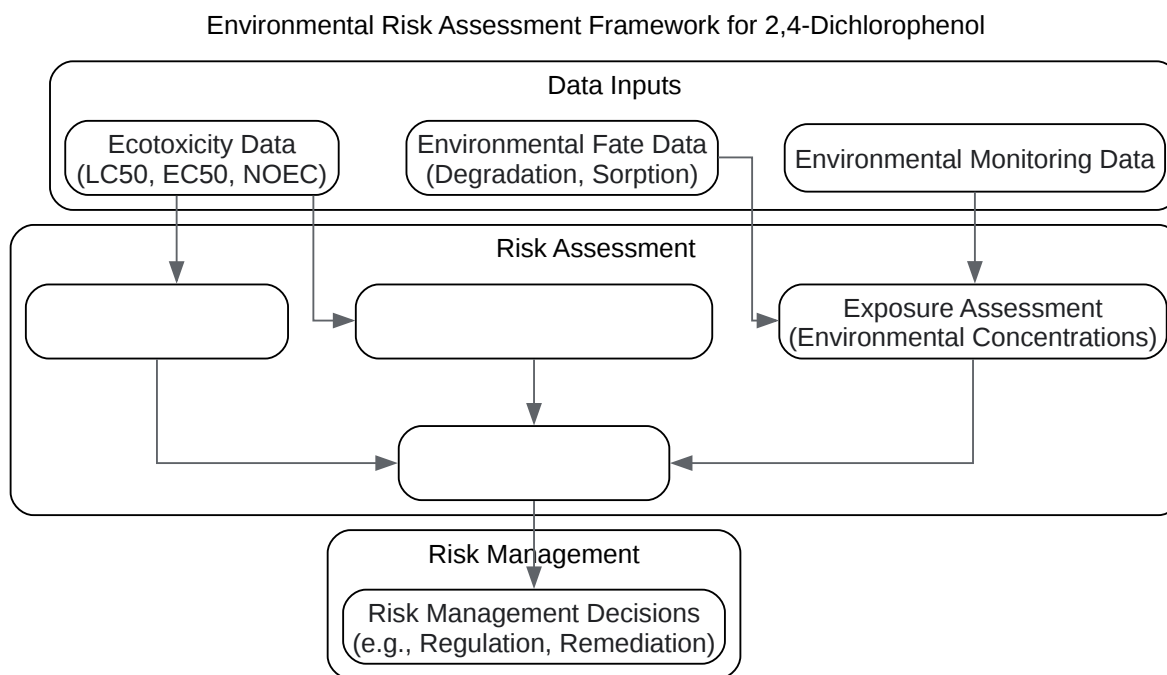 Environmental Risk Assessment Framework for 2,4-Dichlorophenol
Data Inputs
Ecotoxicity Data
(LC50, EC50, NOEC)
Environmental Fate Data
(Degradation, Sorption)
Environmental Monitoring Data
Risk Assessment
Exposure Assessment
(Environmental Concentrations)
Risk Management
Risk Management Decisions
(e.g., Regulation, Remediation)